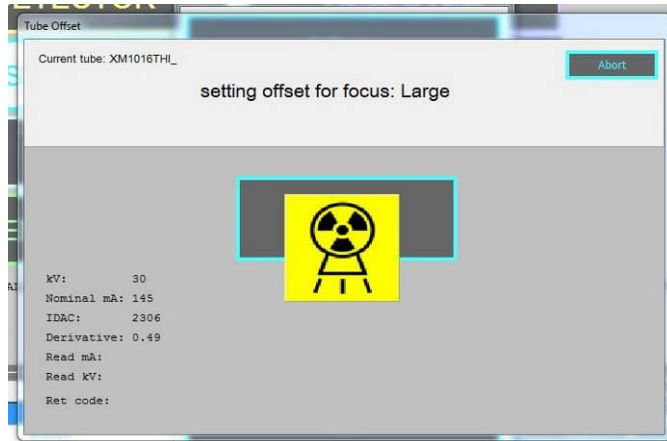 ETECTOR
Tube Offset
Current tube: XM1016THI_
Abort
setting offset for focus: Large
kV: 30
Nominal mA: 145
IDAC: 2306
Derivative: 0.49
Read mA:
Read kV:
Ret code: